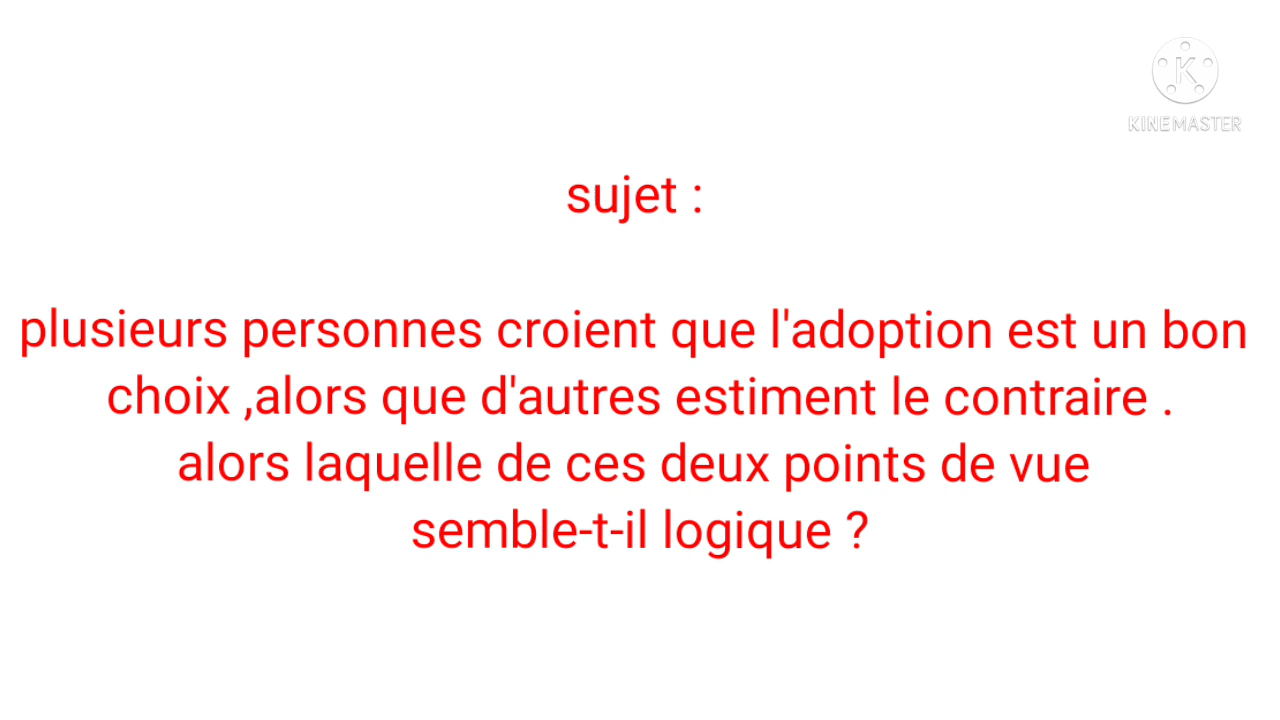 K
KINEMASTER
sujet :
plusieurs personnes croient que l'adoption est un bon
choix ,alors que d'autres estiment le contraire .
alors laquelle de ces deux points de vue
semble-t-il logique ?